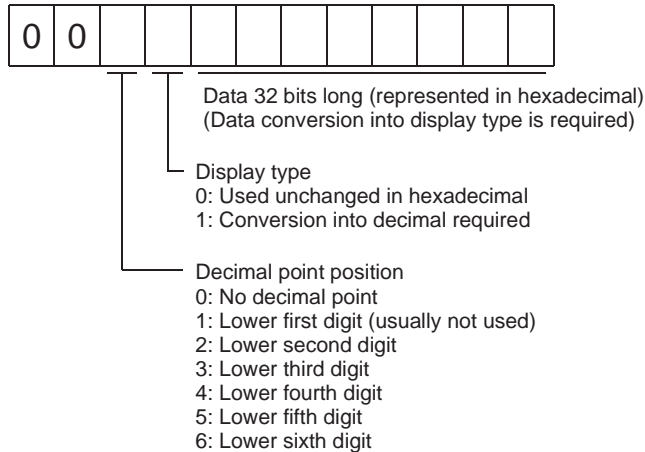 0 0
Data 32 bits long (represented in hexadecimal)
(Data conversion into display type is required)
Display type
0: Used unchanged in hexadecimal
1: Conversion into decimal required
Decimal point position
0: No decimal point
1: Lower first digit (usually not used)
2: Lower second digit
3: Lower third digit
4: Lower fourth digit
5: Lower fifth digit
6: Lower sixth digit